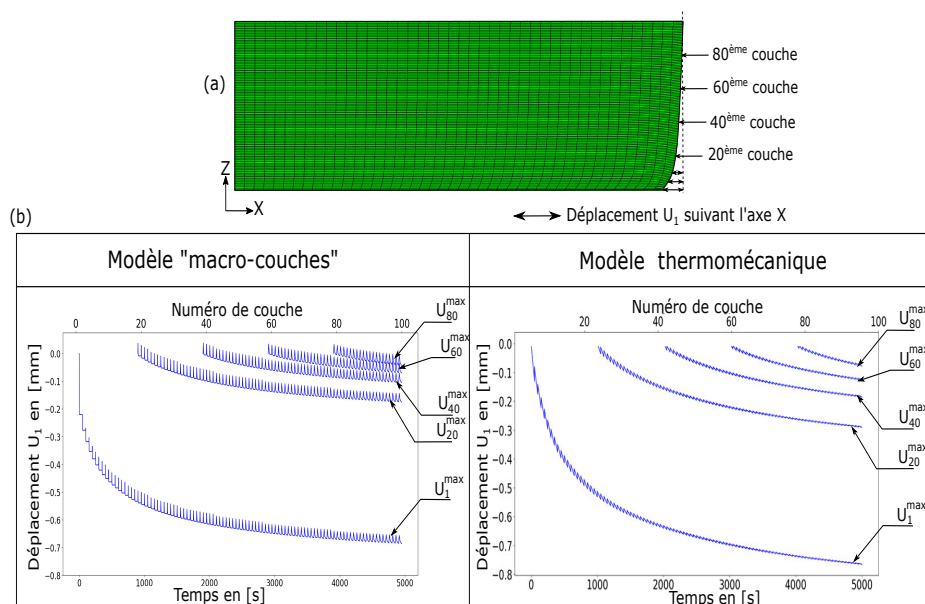 (a)
80ème couche
60ème couche
40ème couche
20ème couche
Z
X
Déplacement U1 suivant l'axe X
(b)
Modèle "macro-couches"
Numéro de couche
0 20 40 60 80 100
Déplacement U1 en [mm]
0.0
−0.1
−0.2
−0.3
−0.4
−0.5
−0.6
−0.7
−0.8
U80max
U60max
U40max
U20max
U1max
0 1000 2000 3000 4000 5000
Temps en [s]
Modèle thermomécanique
Numéro de couche
0 20 40 60 80 100
Déplacement U1 en [mm]
0.0
−0.1
−0.2
−0.3
−0.4
−0.5
−0.6
−0.7
−0.8
U80max
U60max
U40max
U20max
U1max
0 1000 2000 3000 4000 5000
Temps en [s]